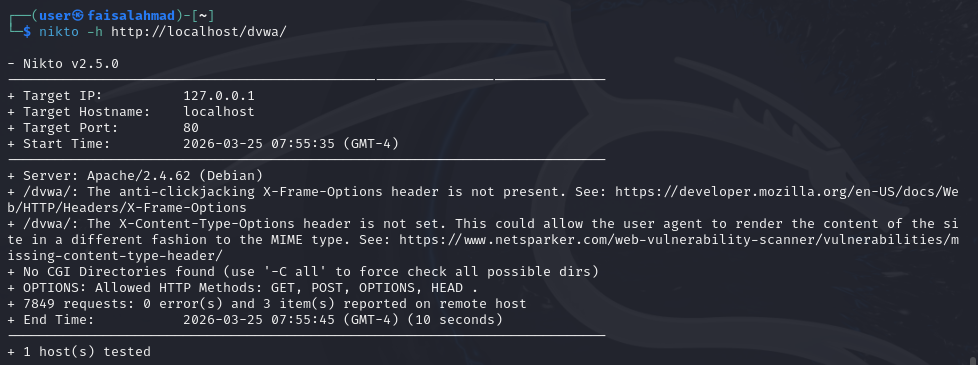 ┌──(user㉿faisalahmad)-[~]
└─$ nikto -h http://localhost/dvwa/
- Nikto v2.5.0
---------------------------------------------------------------------------
+ Target IP:          127.0.0.1
+ Target Hostname:    localhost
+ Target Port:        80
+ Start Time:         2026-03-25 07:55:35 (GMT-4)
---------------------------------------------------------------------------
+ Server: Apache/2.4.62 (Debian)
+ /dvwa/: The anti-clickjacking X-Frame-Options header is not present. See: https://developer.mozilla.org/en-US/docs/We
b/HTTP/Headers/X-Frame-Options
+ /dvwa/: The X-Content-Type-Options header is not set. This could allow the user agent to render the content of the si
te in a different fashion to the MIME type. See: https://www.netsparker.com/web-vulnerability-scanner/vulnerabilities/m
issing-content-type-header/
+ No CGI Directories found (use '-C all' to force check all possible dirs)
+ OPTIONS: Allowed HTTP Methods: GET, POST, OPTIONS, HEAD .
+ 7849 requests: 0 error(s) and 3 item(s) reported on remote host
+ End Time:           2026-03-25 07:55:45 (GMT-4) (10 seconds)
---------------------------------------------------------------------------
+ 1 host(s) tested